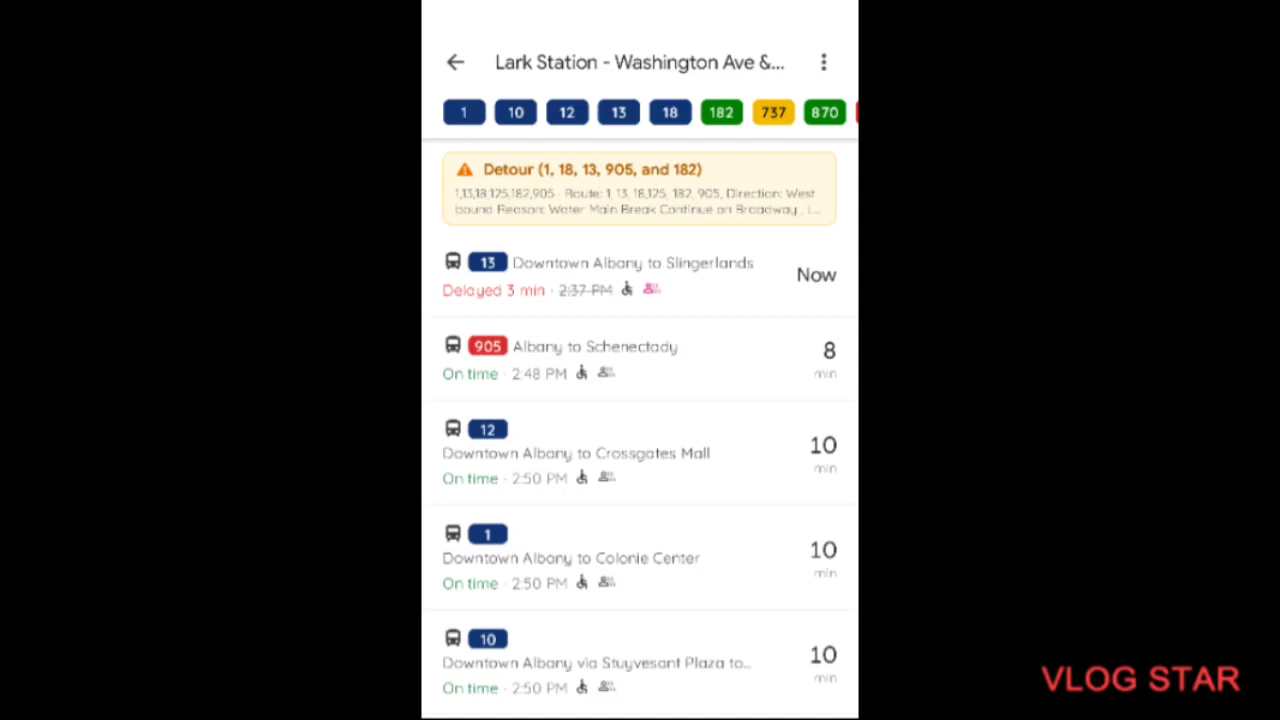 Lark Station - Washington Ave &...
1 10 12 13 18 182 737 870
Detour (1, 18, 13, 905, and 182)
1,13,18,125,182,905 - Route: 1, 13, 18,125, 182, 905, Direction: West
bound Reason: Water Main Break Continue on Broadway , L...
13 Downtown Albany to Slingerlands
Now
Delayed 3 min · 2:37 PM
905 Albany to Schenectady
8
On time · 2:48 PM
min
12
Downtown Albany to Crossgates Mall
10
On time · 2:50 PM
min
1
Downtown Albany to Colonie Center
10
On time · 2:50 PM
min
10
Downtown Albany via Stuyvesant Plaza to...
10
On time · 2:50 PM
min
VLOG STAR